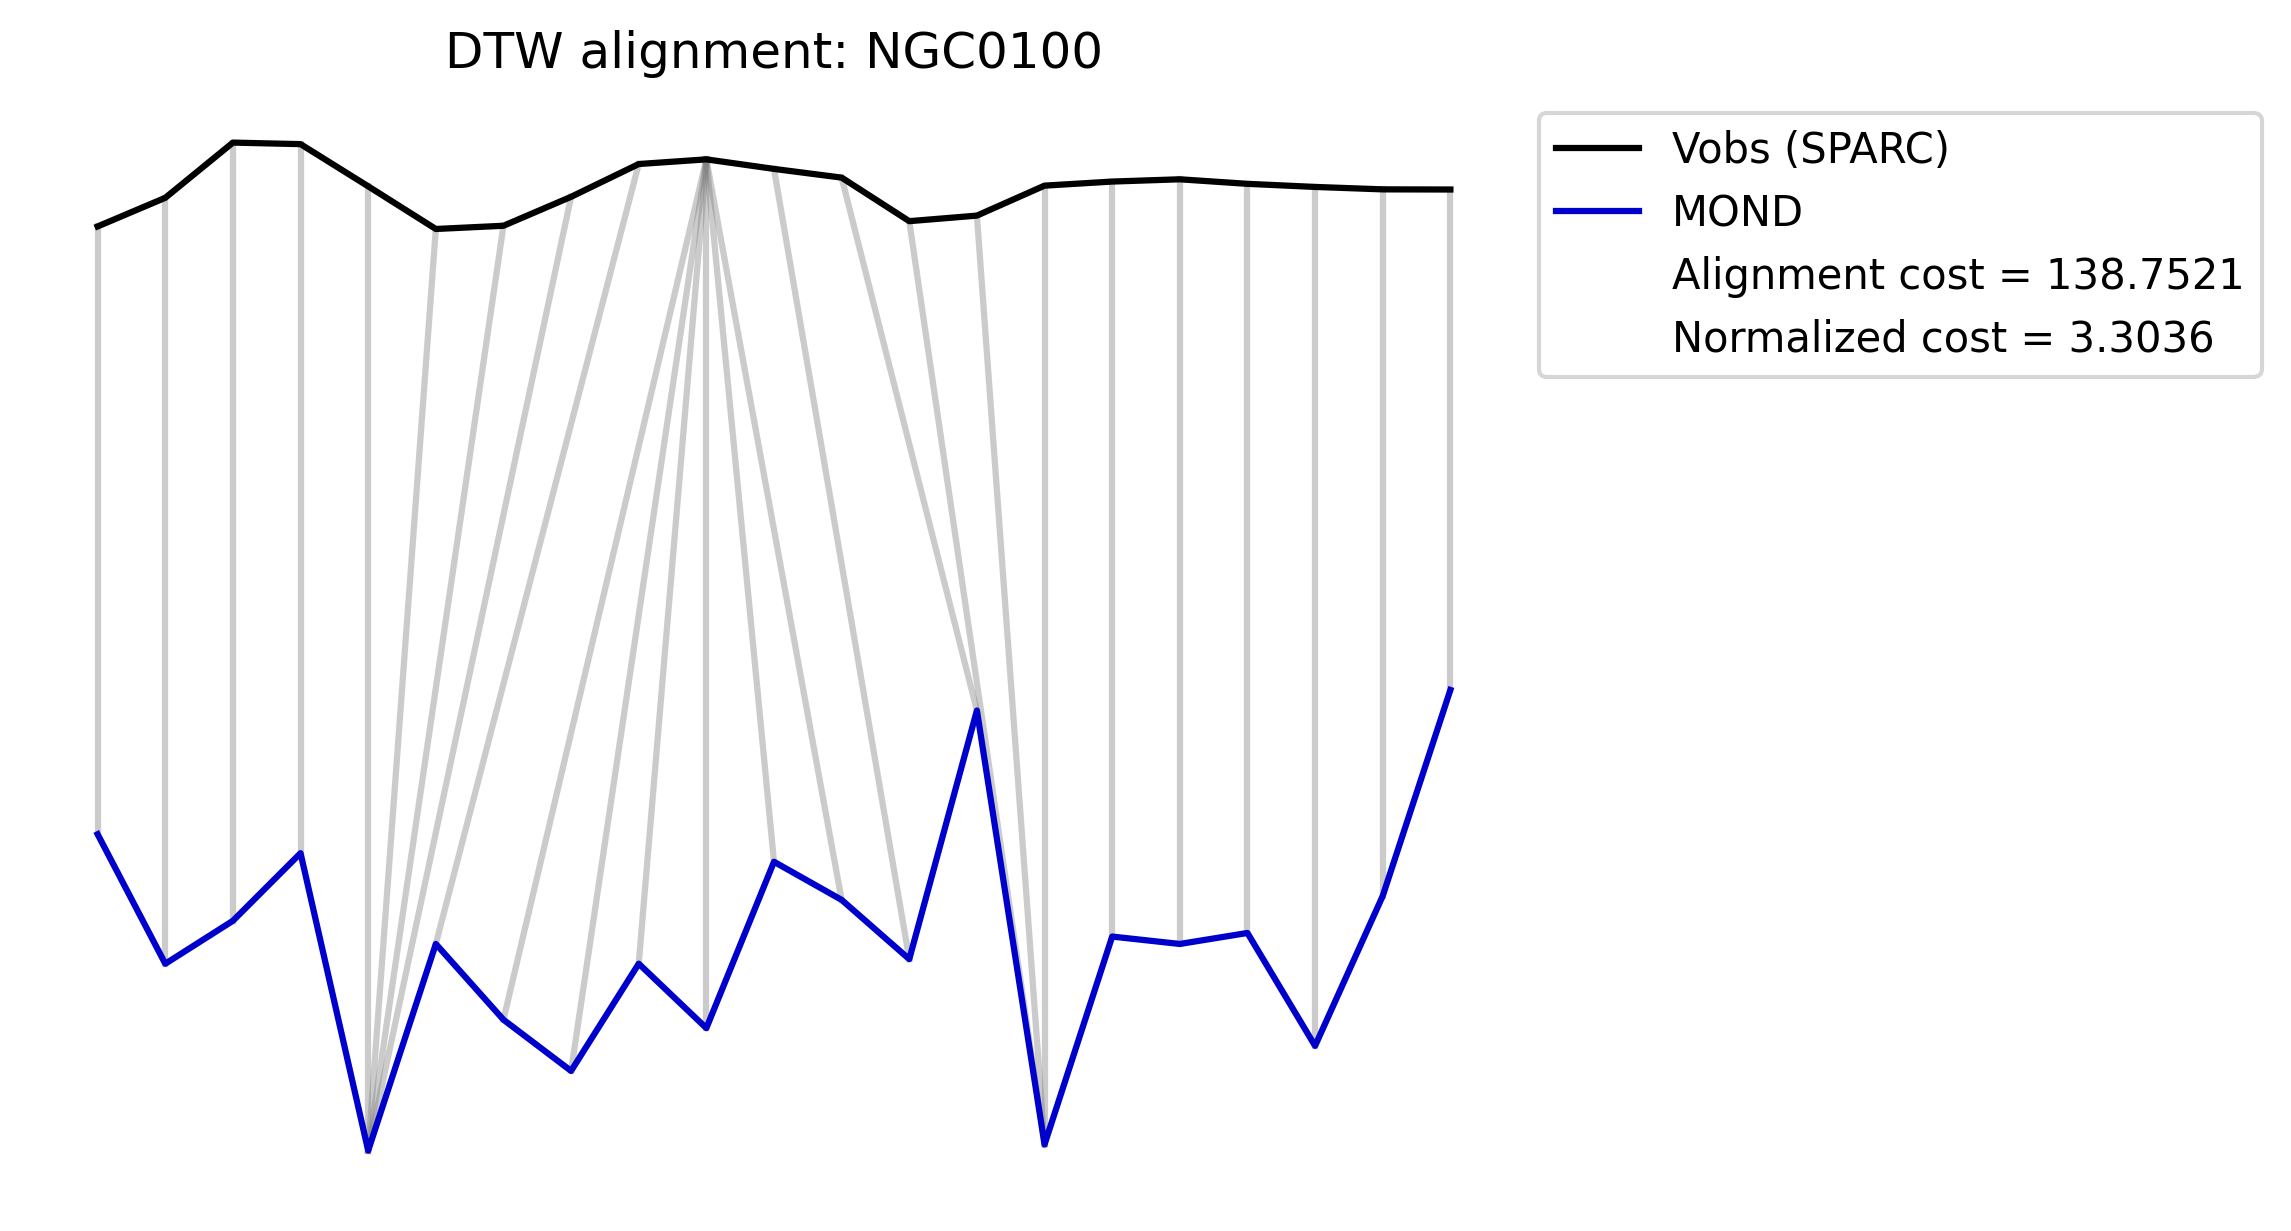 DTW alignment: NGC0100
Vobs (SPARC)
MOND
Alignment cost = 138.7521
Normalized cost = 3.3036